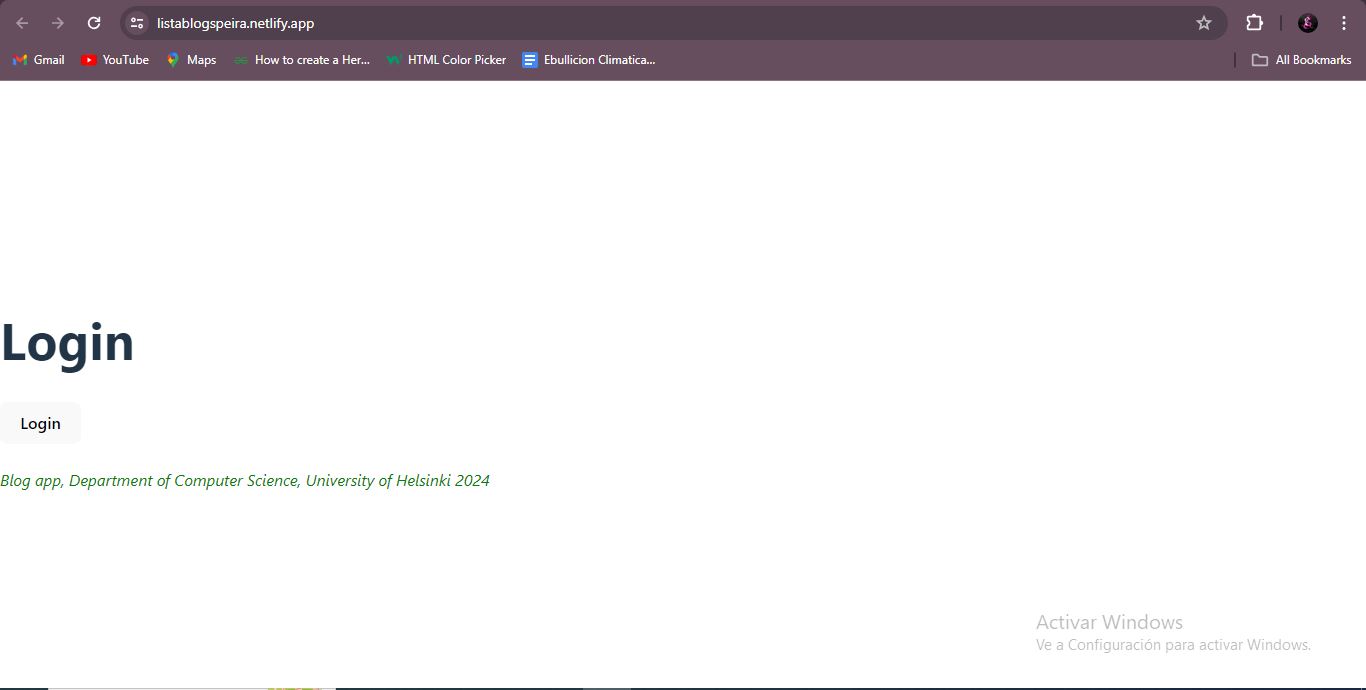 listablogspeira.netlify.app
Gmail YouTube Maps How to create a Her... HTML Color Picker Ebullicion Climatica... All Bookmarks
Login
Login
Blog app, Department of Computer Science, University of Helsinki 2024
Activar Windows
Ve a Configuración para activar Windows.